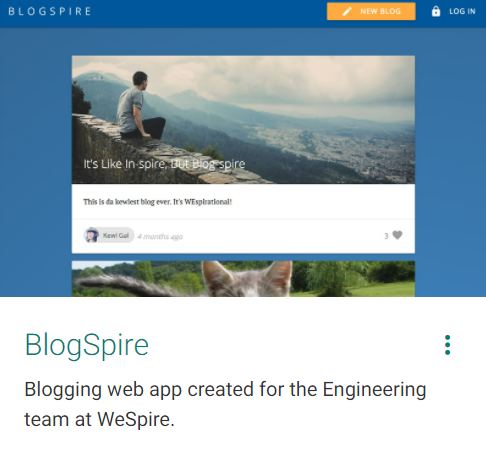 BLOGSPIRE NEW BLOG LOG IN
It's Like In-spire, But Blog-spire
This is da kewlest blog ever. It's WEspirational!
Kewl Gal 4 months ago 3
BlogSpire
Blogging web app created for the Engineering
team at WeSpire.